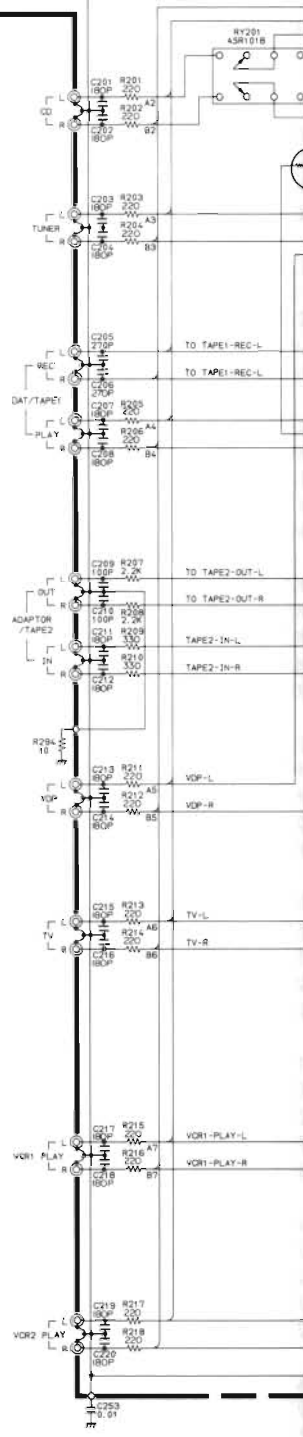 RY201
4SR101B
C201 R201
180P 220
A2
L
R202
CD
220
R
B2
C202
180P
C203 R203
180P 220
L
A3
R204
TUNER
220
R
B3
C204
180P
C205
270P
L
TO TAPE1-REC-L
REC
R
TO TAPE1-REC-L
C206
270P
DAT/TAPE1
C207 R205
180P 220
L
A4
R206
PLAY
220
R
B4
C208
180P
C209 R207
100P 2.2K
L
TO TAPE2-OUT-L
OUT
R
TO TAPE2-OUT-R
C210 R208
100P 2.2K
ADAPTOR
/TAPE2
C211 R209
180P 330
L
TAPE2-IN-L
R210
IN
330
R
TAPE2-IN-R
C212
180P
R294
10
C213 R211
180P 220
L
A5
VDP-L
R212
VDP
220
R
B5
VDP-R
C214
180P
C215 R213
180P 220
L
A6
TV-L
R214
TV
220
R
B6
TV-R
C216
180P
C217 R215
180P 220
L
A7
VCR1-PLAY-L
R216
VCR1 PLAY
220
R
B7
VCR1-PLAY-R
C218
180P
C219 R217
180P 220
L
R218
VCR2 PLAY
220
R
C220
180P
C253
0.01